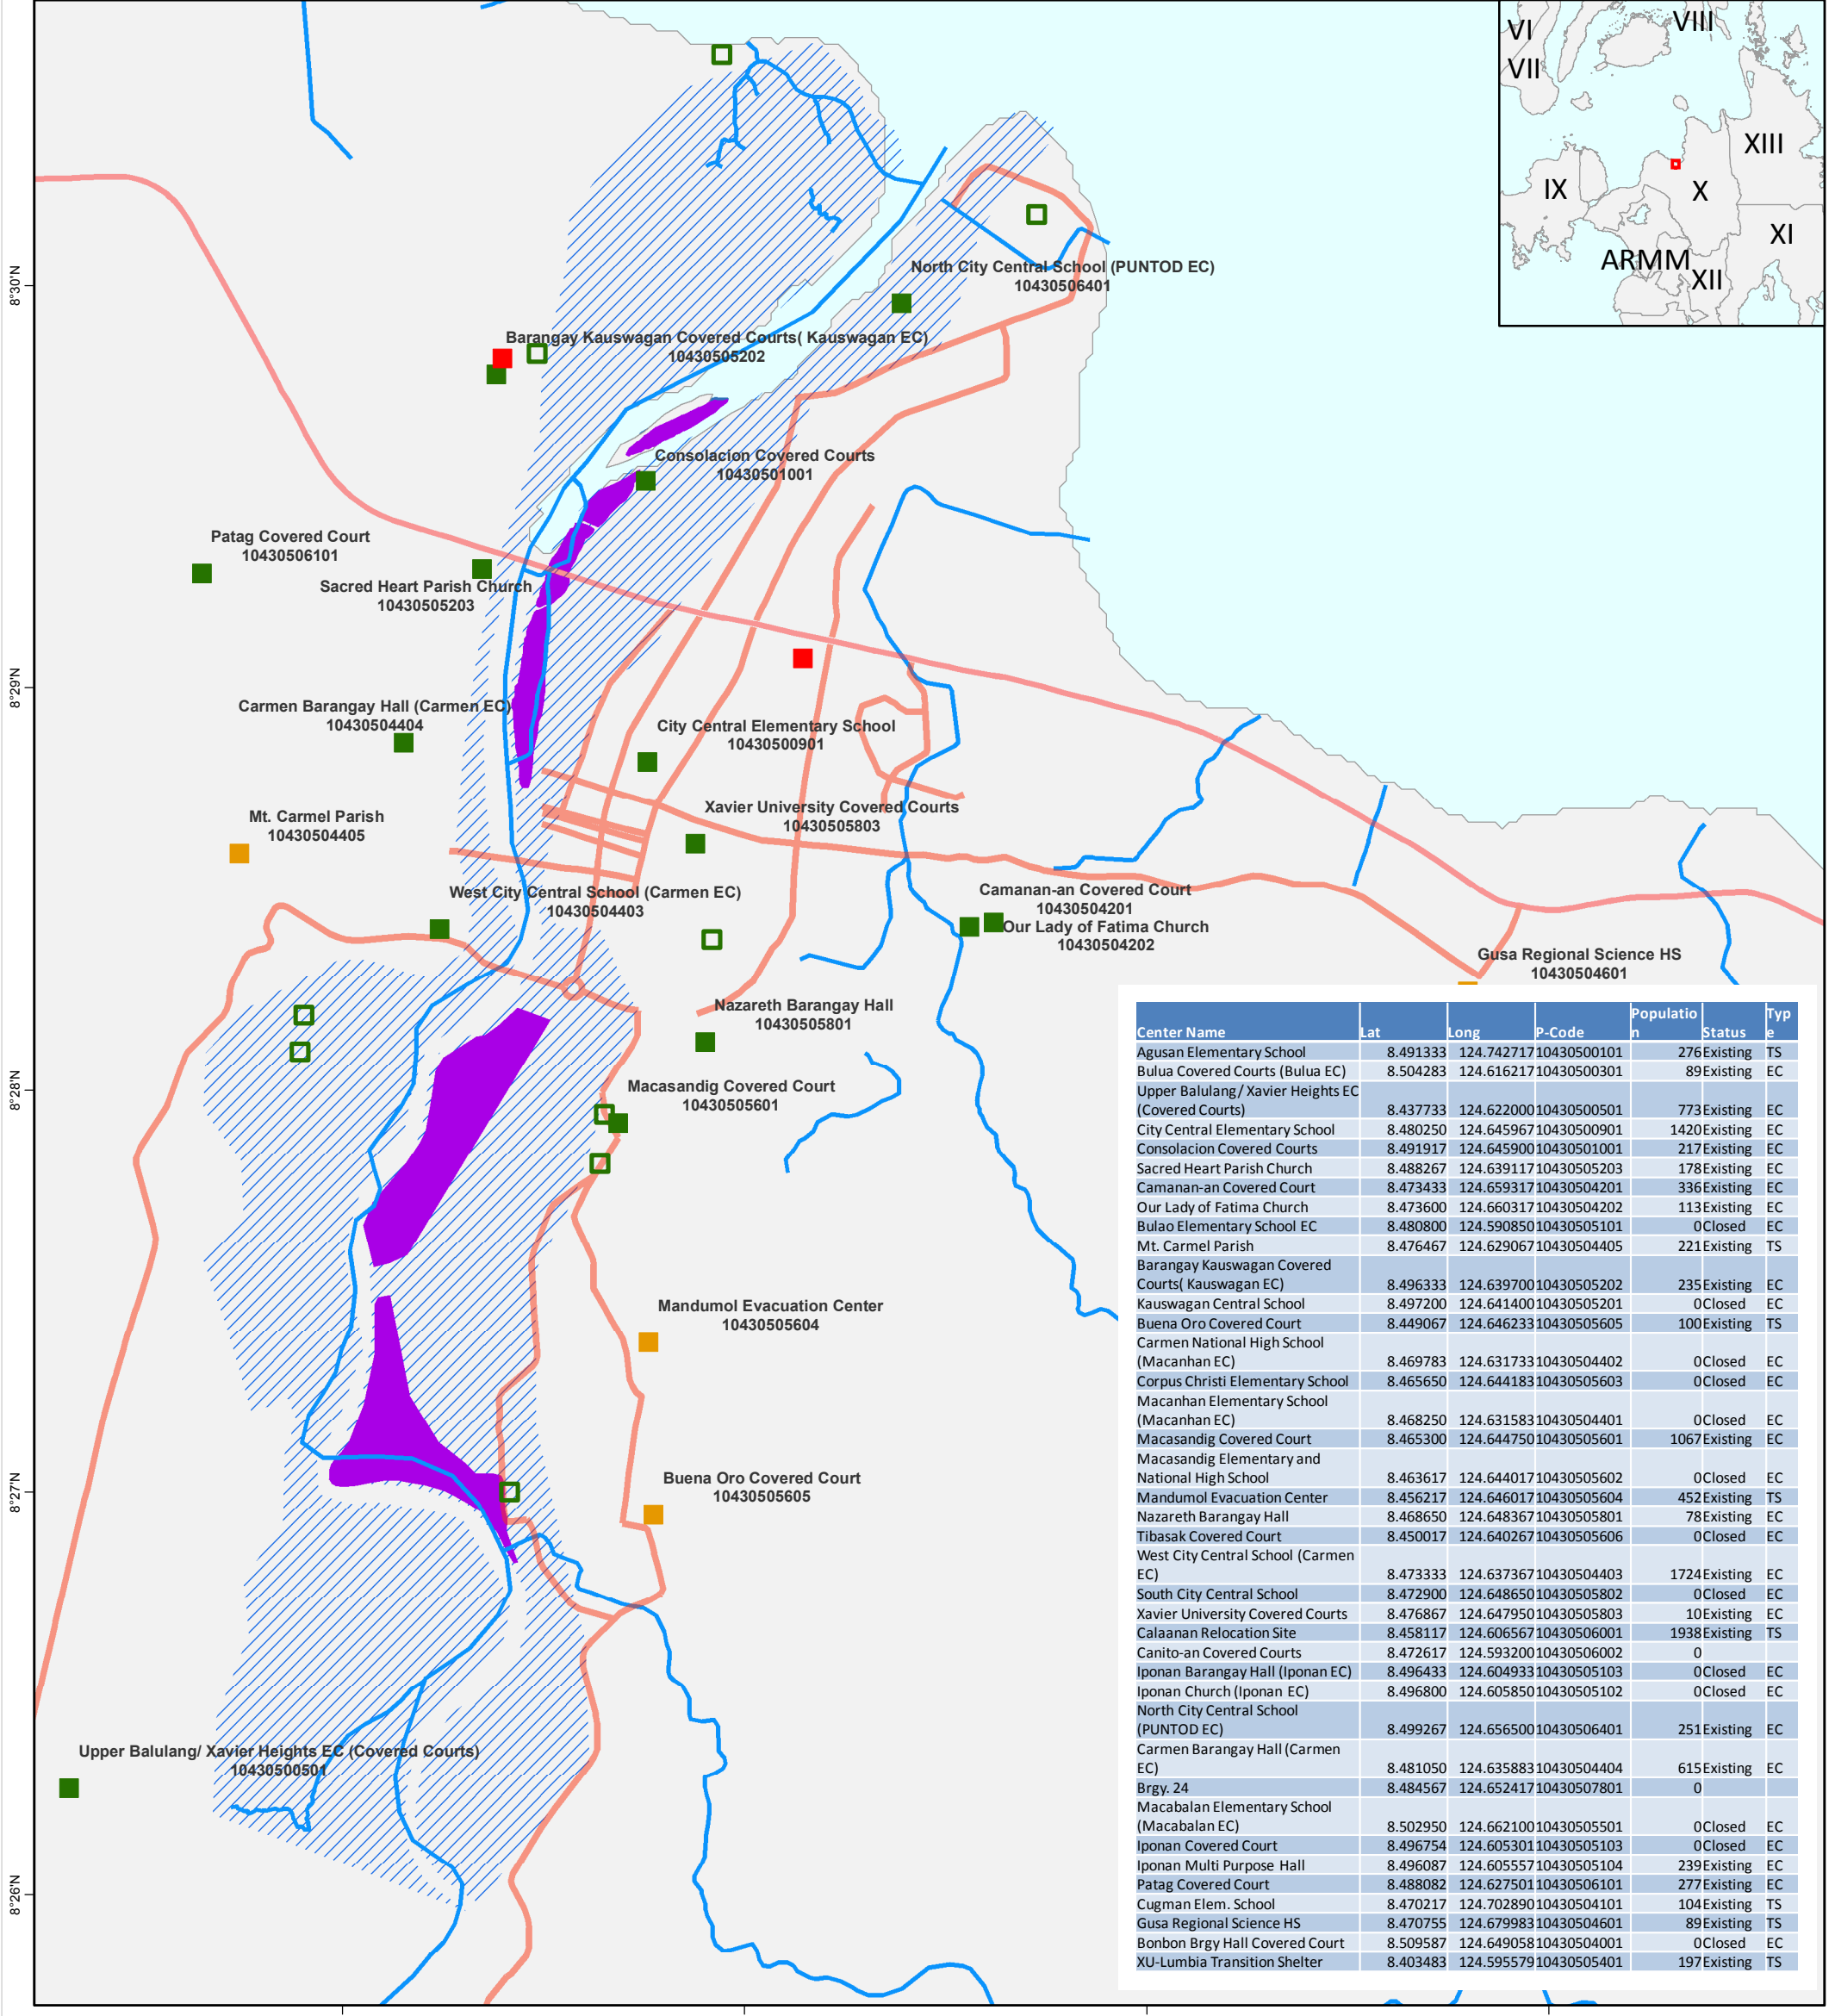 VI
VIII
VII
XIII
IX
X
XI
ARMM
XII
8°30'N
8°29'N
8°28'N
8°27'N
8°26'N
North City Central School (PUNTOD EC)
10430506401
Barangay Kauswagan Covered Courts( Kauswagan EC)
10430505202
Consolacion Covered Courts
10430501001
Patag Covered Court
10430506101
Sacred Heart Parish Church
10430505203
Carmen Barangay Hall (Carmen EC)
10430504404
City Central Elementary School
10430500901
Mt. Carmel Parish
10430504405
Xavier University Covered Courts
10430505803
West City Central School (Carmen EC)
10430504403
Camanan-an Covered Court
10430504201
Our Lady of Fatima Church
10430504202
Gusa Regional Science HS
10430504601
Nazareth Barangay Hall
10430505801
Macasandig Covered Court
10430505601
Mandumol Evacuation Center
10430505604
Buena Oro Covered Court
10430505605
Upper Balulang/ Xavier Heights EC (Covered Courts)
10430500501
Populatio Typ
Center Name Lat Long P-Code n Status e
Agusan Elementary School 8.491333 124.742717 10430500101 276 Existing TS
Bulua Covered Courts (Bulua EC) 8.504283 124.616217 10430500301 89 Existing EC
Upper Balulang/ Xavier Heights EC
(Covered Courts) 8.437733 124.622000 10430500501 773 Existing EC
City Central Elementary School 8.480250 124.645967 10430500901 1420 Existing EC
Consolacion Covered Courts 8.491917 124.645900 10430501001 217 Existing EC
Sacred Heart Parish Church 8.488267 124.639117 10430505203 178 Existing EC
Camanan-an Covered Court 8.473433 124.659317 10430504201 336 Existing EC
Our Lady of Fatima Church 8.473600 124.660317 10430504202 113 Existing EC
Bulao Elementary School EC 8.480800 124.590850 10430505101 0 Closed EC
Mt. Carmel Parish 8.476467 124.629067 10430504405 221 Existing TS
Barangay Kauswagan Covered
Courts( Kauswagan EC) 8.496333 124.639700 10430505202 235 Existing EC
Kauswagan Central School 8.497200 124.641400 10430505201 0 Closed EC
Buena Oro Covered Court 8.449067 124.646233 10430505605 100 Existing TS
Carmen National High School
(Macanhan EC) 8.469783 124.631733 10430504402 0 Closed EC
Corpus Christi Elementary School 8.465650 124.644183 10430505603 0 Closed EC
Macanhan Elementary School
(Macanhan EC) 8.468250 124.631583 10430504401 0 Closed EC
Macasandig Covered Court 8.465300 124.644750 10430505601 1067 Existing EC
Macasandig Elementary and
National High School 8.463617 124.644017 10430505602 0 Closed EC
Mandumol Evacuation Center 8.456217 124.646017 10430505604 452 Existing TS
Nazareth Barangay Hall 8.468650 124.648367 10430505801 78 Existing EC
Tibasak Covered Court 8.450017 124.640267 10430505606 0 Closed EC
West City Central School (Carmen
EC) 8.473333 124.637367 10430504403 1724 Existing EC
South City Central School 8.472900 124.648650 10430505802 0 Closed EC
Xavier University Covered Courts 8.476867 124.647950 10430505803 10 Existing EC
Calaanan Relocation Site 8.458117 124.606567 10430506001 1938 Existing TS
Canito-an Covered Courts 8.472617 124.593200 10430506002 0
Iponan Barangay Hall (Iponan EC) 8.496433 124.604933 10430505103 0 Closed EC
Iponan Church (Iponan EC) 8.496800 124.605850 10430505102 0 Closed EC
North City Central School
(PUNTOD EC) 8.499267 124.656500 10430506401 251 Existing EC
Carmen Barangay Hall (Carmen
EC) 8.481050 124.635883 10430504404 615 Existing EC
Brgy. 24 8.484567 124.652417 10430507801 0
Macabalan Elementary School
(Macabalan EC) 8.502950 124.662100 10430505501 0 Closed EC
Iponan Covered Court 8.496754 124.605301 10430505103 0 Closed EC
Iponan Multi Purpose Hall 8.496087 124.605557 10430505104 239 Existing EC
Patag Covered Court 8.488082 124.627501 10430506101 277 Existing EC
Cugman Elem. School 8.470217 124.702890 10430504101 104 Existing TS
Gusa Regional Science HS 8.470755 124.679983 10430504601 89 Existing TS
Bonbon Brgy Hall Covered Court 8.509587 124.649058 10430504001 0 Closed EC
XU-Lumbia Transition Shelter 8.403483 124.595579 10430505401 197 Existing TS